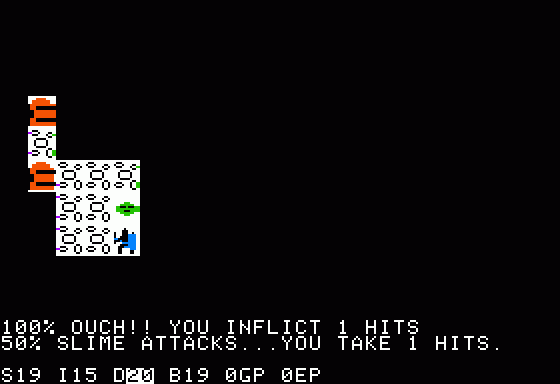 100% OUCH!! YOU INFLICT 1 HITS
50% SLIME ATTACKS...YOU TAKE 1 HITS.
S19 I15 D20 B19 0GP 0EP